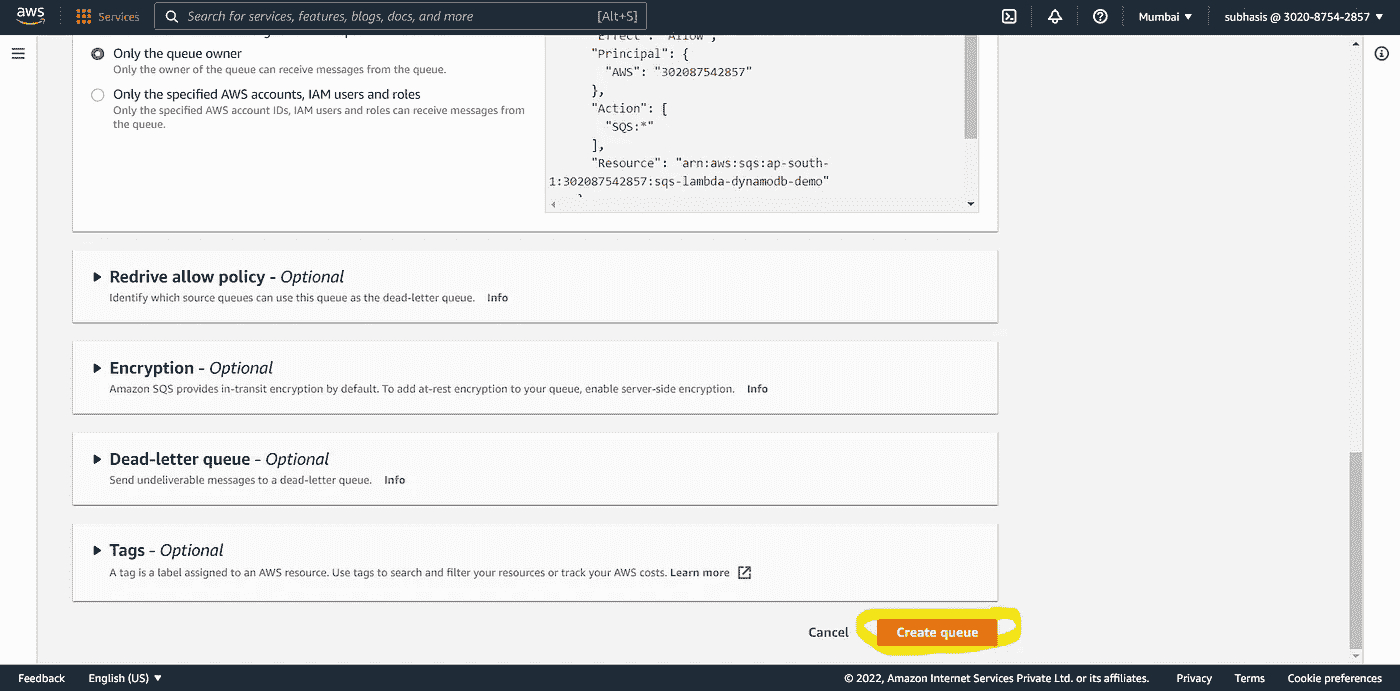 aws
Services
Search for services, features, blogs, docs, and more
[Alt+S]
Mumbai
subhasis @ 3020-8754-2857
Only the queue owner
Only the owner of the queue can receive messages from the queue.
Only the specified AWS accounts, IAM users and roles
Only the specified AWS account IDs, IAM users and roles can receive messages from
the queue.
"Effect": "Allow",
"Principal": {
"AWS": "302087542857"
},
"Action": [
"SQS:*"
],
"Resource": "arn:aws:sqs:ap-south-
1:302087542857:sqs-lambda-dynamodb-demo"
Redrive allow policy - Optional
Identify which source queues can use this queue as the dead-letter queue. Info
Encryption - Optional
Amazon SQS provides in-transit encryption by default. To add at-rest encryption to your queue, enable server-side encryption. Info
Dead-letter queue - Optional
Send undeliverable messages to a dead-letter queue. Info
Tags - Optional
A tag is a label assigned to an AWS resource. Use tags to search and filter your resources or track your AWS costs. Learn more
Cancel
Create queue
Feedback
English (US)
© 2022, Amazon Internet Services Private Ltd. or its affiliates.
Privacy
Terms
Cookie preferences